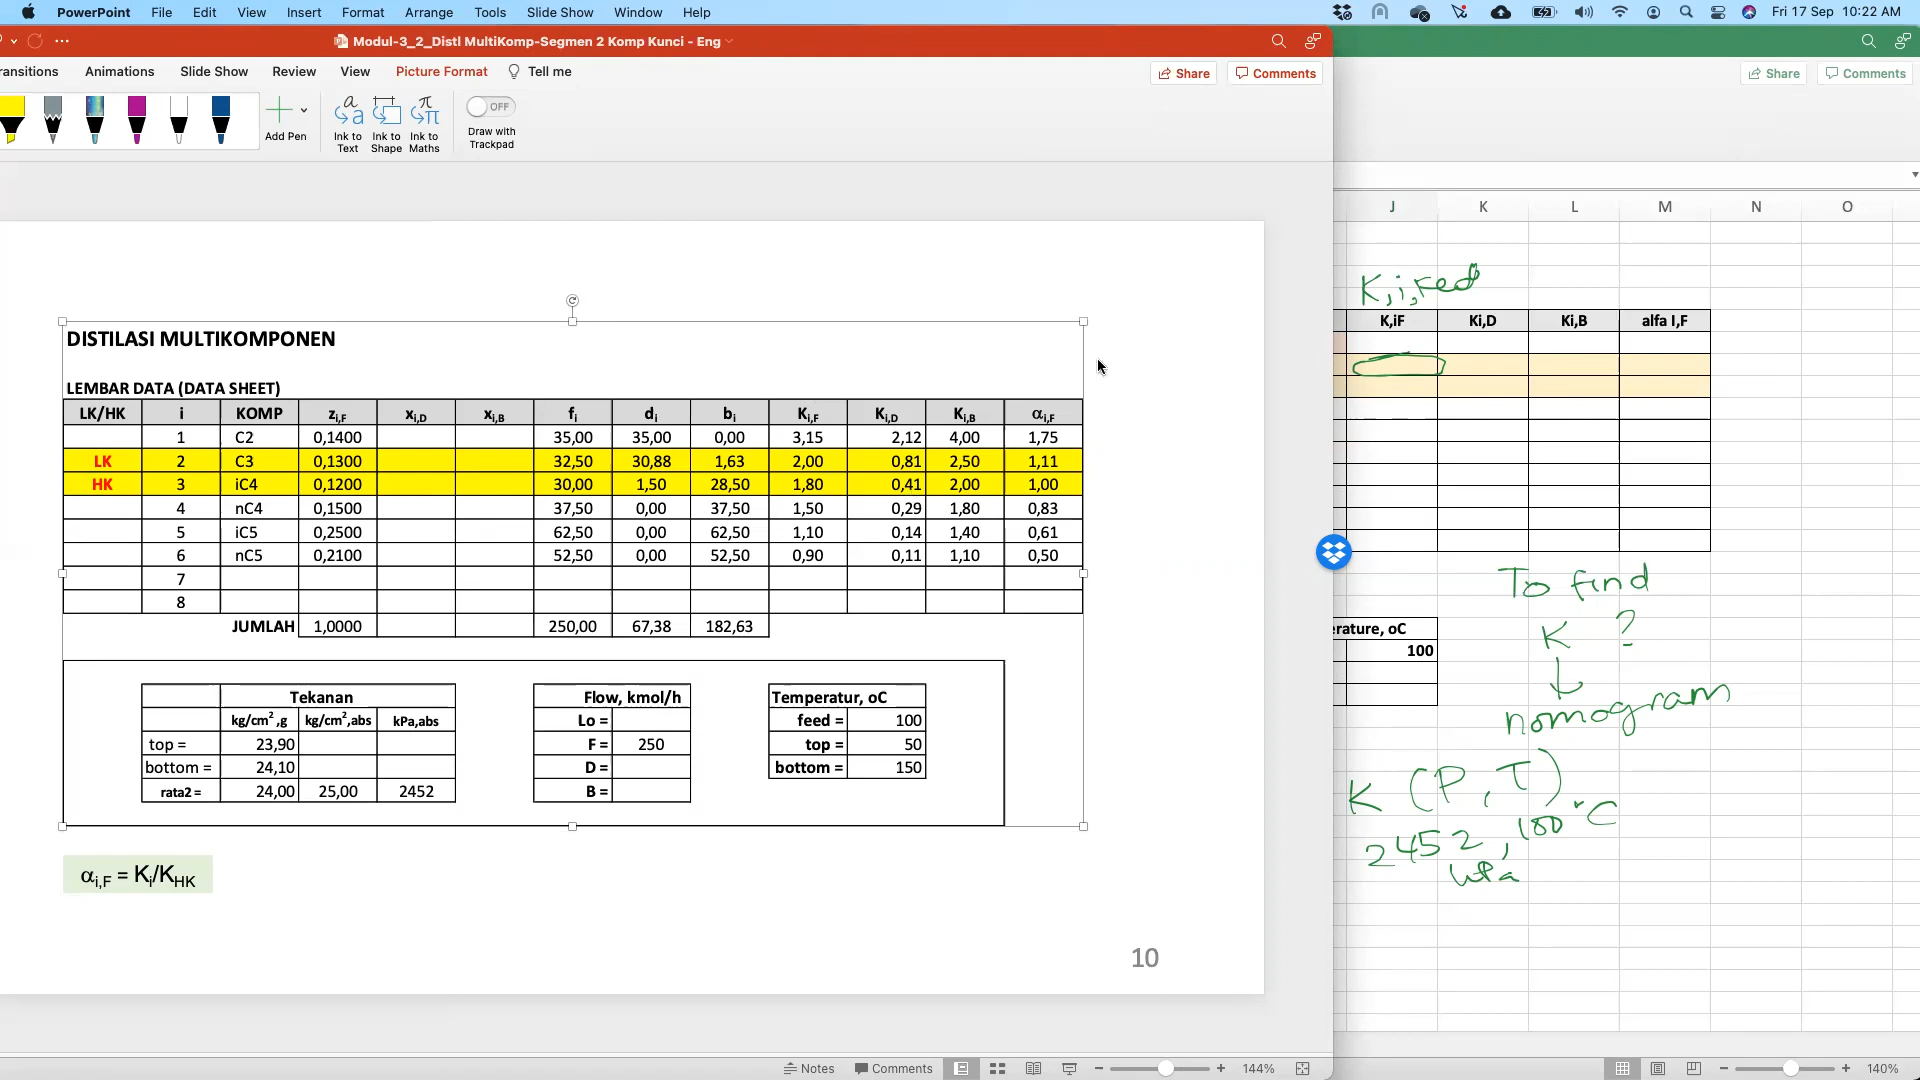 PowerPoint File Edit View Insert Format Arrange Tools Slide Show Window Help Fri 17 Sep 10:22 AM
Modul-3_2_Distl MultiKomp-Segmen 2 Komp Kunci - Eng
ransitions Animations Slide Show Review View Picture Format Tell me Share Comments
Share Comments
Add Pen
Ink to Text
Ink to Shape
Ink to Maths
OFF
Draw with Trackpad
DISTILASI MULTIKOMPONEN
LEMBAR DATA (DATA SHEET)
LK/HK i KOMP zi,F xi,D xi,B fi di bi Ki,F Ki,D Ki,B αi,F
1 C2 0,1400 35,00 35,00 0,00 3,15 2,12 4,00 1,75
LK 2 C3 0,1300 32,50 30,88 1,63 2,00 0,81 2,50 1,11
HK 3 iC4 0,1200 30,00 1,50 28,50 1,80 0,41 2,00 1,00
4 nC4 0,1500 37,50 0,00 37,50 1,50 0,29 1,80 0,83
5 iC5 0,2500 62,50 0,00 62,50 1,10 0,14 1,40 0,61
6 nC5 0,2100 52,50 0,00 52,50 0,90 0,11 1,10 0,50
7
8
JUMLAH 1,0000 250,00 67,38 182,63
Tekanan
kg/cm2 ,g kg/cm2,abs kPa,abs
top = 23,90
bottom = 24,10
rata2 = 24,00 25,00 2452
Flow, kmol/h
Lo =
F = 250
D =
B =
Temperatur, oC
feed = 100
top = 50
bottom = 150
αi,F = Ki/KHK
10
Notes Comments 144%
J K L M N O
K,iF Ki,D Ki,B alfa I,F
To find
K ?
nomogram
erature, oC
100
K (P, T)
2452, 100 °C
kPa
140%